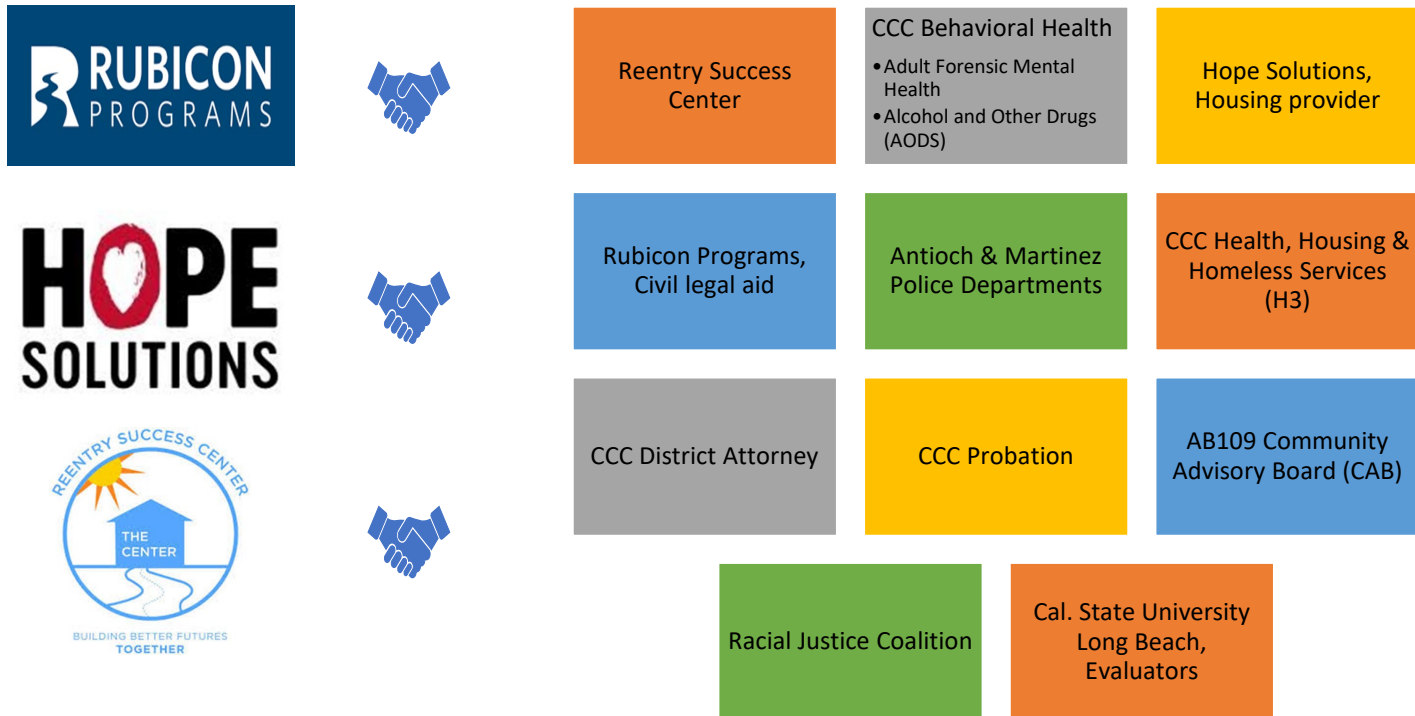 RUBICON
PROGRAMS
HOPE
SOLUTIONS
REENTRY SUCCESS CENTER
THE
CENTER
BUILDING BETTER FUTURES
TOGETHER
Reentry Success
Center
CCC Behavioral Health
•Adult Forensic Mental
Health
•Alcohol and Other Drugs
(AODS)
Hope Solutions,
Housing provider
Rubicon Programs,
Civil legal aid
Antioch & Martinez
Police Departments
CCC Health, Housing &
Homeless Services
(H3)
CCC District Attorney
CCC Probation
AB109 Community
Advisory Board (CAB)
Racial Justice Coalition
Cal. State University
Long Beach,
Evaluators